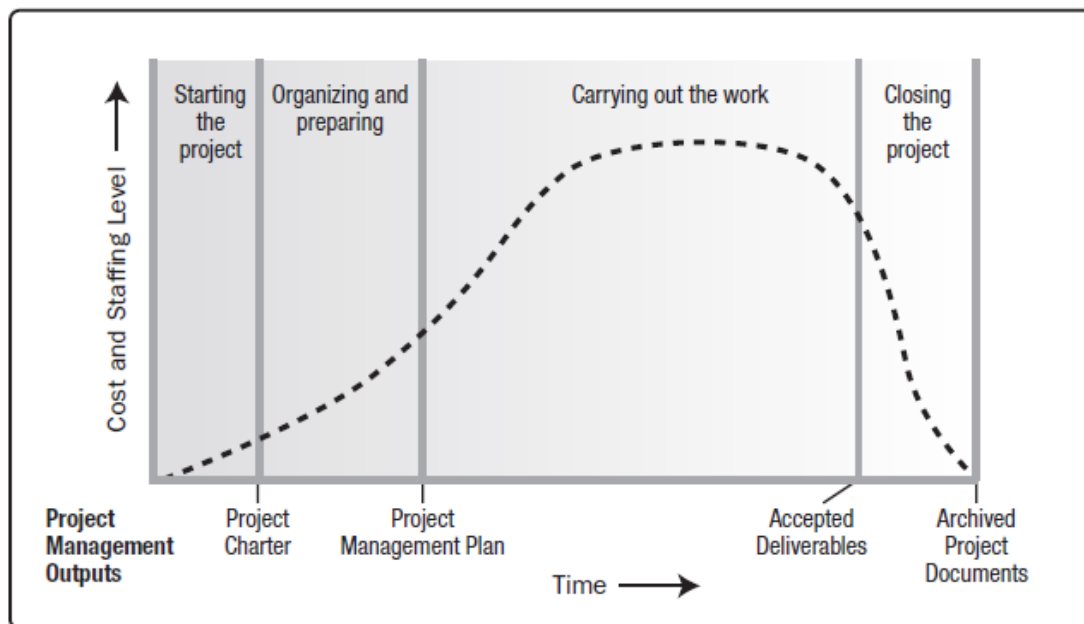 Starting
the
project
Organizing and
preparing
Carrying out the work
Closing
the
project
Cost and Staffing Level
Project
Management
Outputs
Project
Charter
Project
Management Plan
Accepted
Deliverables
Archived
Project
Documents
Time